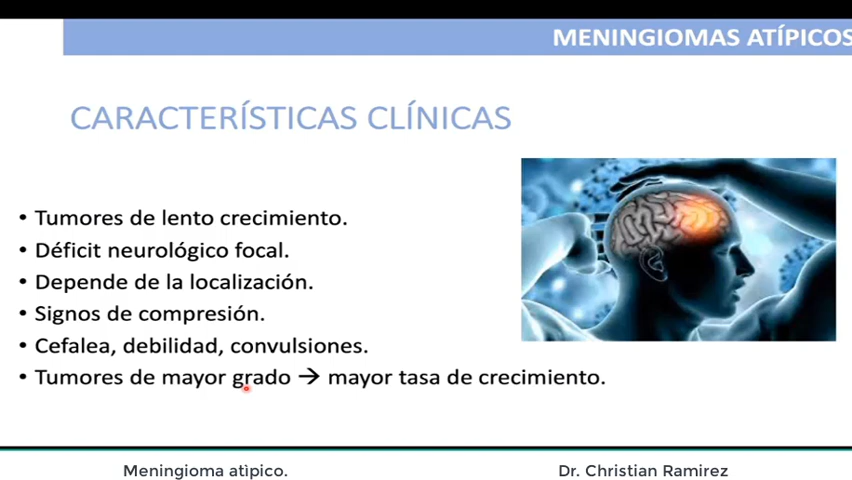 MENINGIOMAS ATÍPICOS
CARACTERÍSTICAS CLÍNICAS
• Tumores de lento crecimiento.
• Déficit neurológico focal.
• Depende de la localización.
• Signos de compresión.
• Cefalea, debilidad, convulsiones.
• Tumores de mayor grado → mayor tasa de crecimiento.
Meningioma atìpico.
Dr. Christian Ramirez